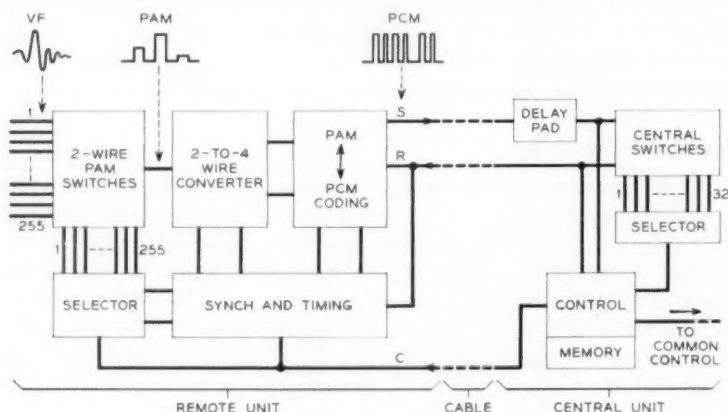 VF
PAM
PCM
1
255
2-WIRE
PAM
SWITCHES
2-TO-4
WIRE
CONVERTER
PAM
PCM
CODING
S
R
DELAY
PAD
CENTRAL
SWITCHES
1
32
SELECTOR
1
255
SELECTOR
SYNCH AND TIMING
CONTROL
MEMORY
TO
COMMON
CONTROL
C
REMOTE UNIT
CABLE
CENTRAL UNIT